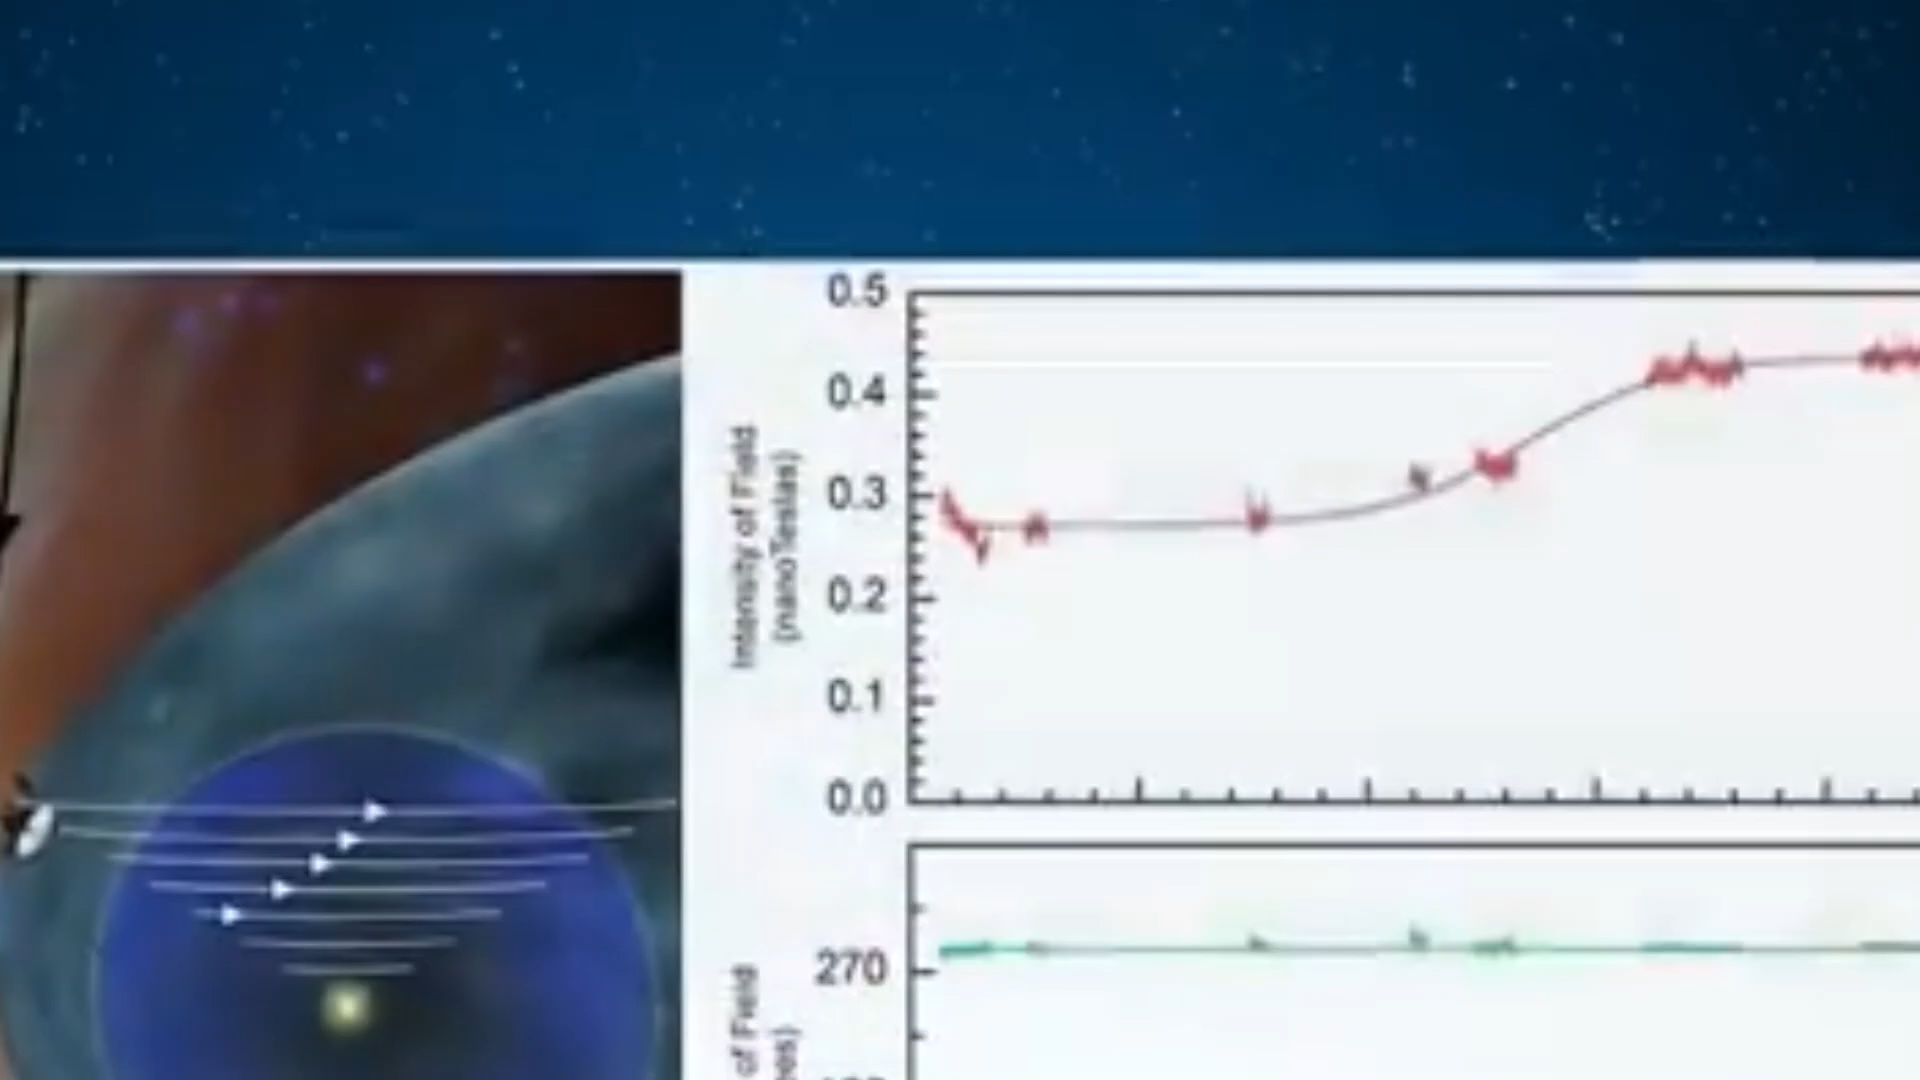 0.5
0.4
0.3
0.2
0.1
0.0
Intensity of Field
(nanoTeslas)
270
of Field